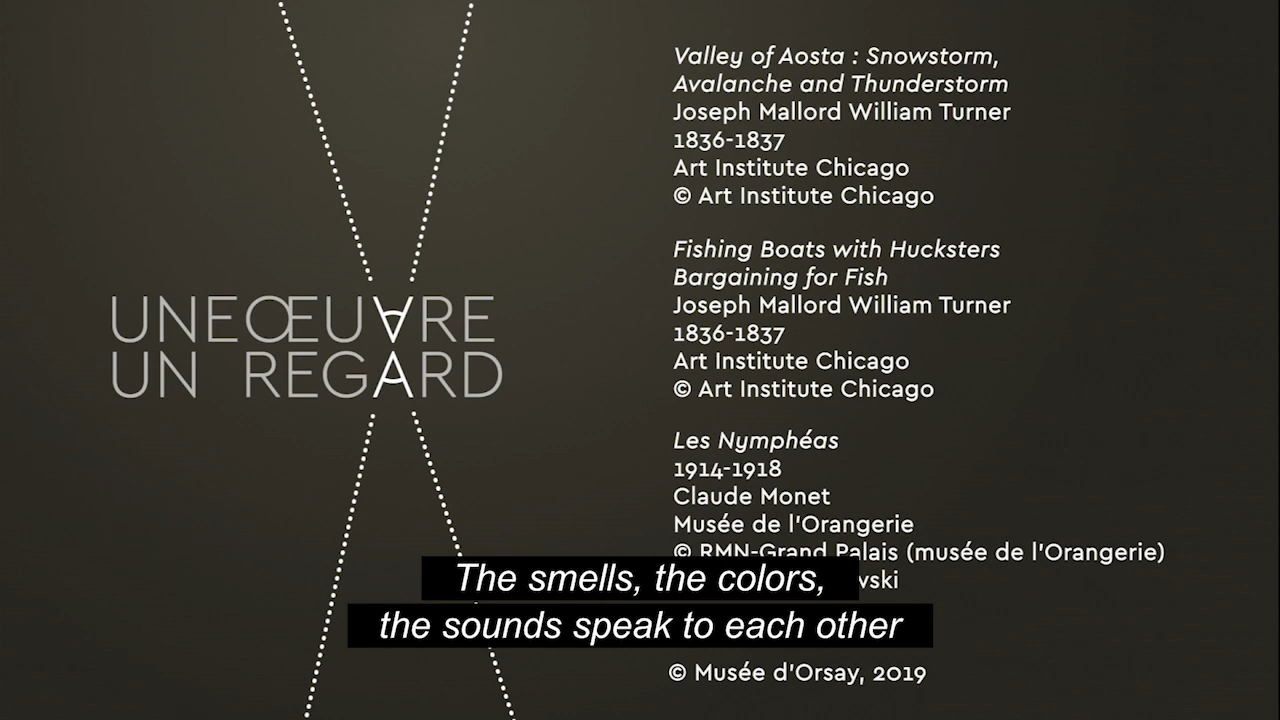 UNEŒUVRE
UN REGARD
Valley of Aosta : Snowstorm,
Avalanche and Thunderstorm
Joseph Mallord William Turner
1836-1837
Art Institute Chicago
© Art Institute Chicago
Fishing Boats with Hucksters
Bargaining for Fish
Joseph Mallord William Turner
1836-1837
Art Institute Chicago
© Art Institute Chicago
Les Nymphéas
1914-1918
Claude Monet
Musée de l'Orangerie
© RMN-Grand Palais (musée de l'Orangerie)
The smells, the colors,
the sounds speak to each other
© Musée d'Orsay, 2019